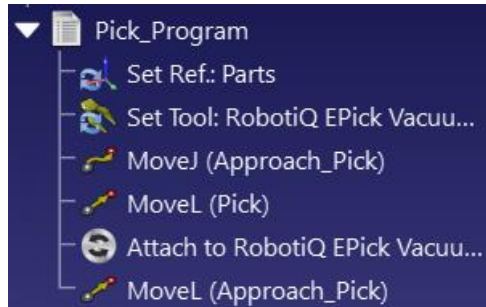 Pick_Program
Set Ref.: Parts
Set Tool: RobotiQ EPick Vacuu...
MoveJ (Approach_Pick)
MoveL (Pick)
Attach to RobotiQ EPick Vacuu...
MoveL (Approach_Pick)